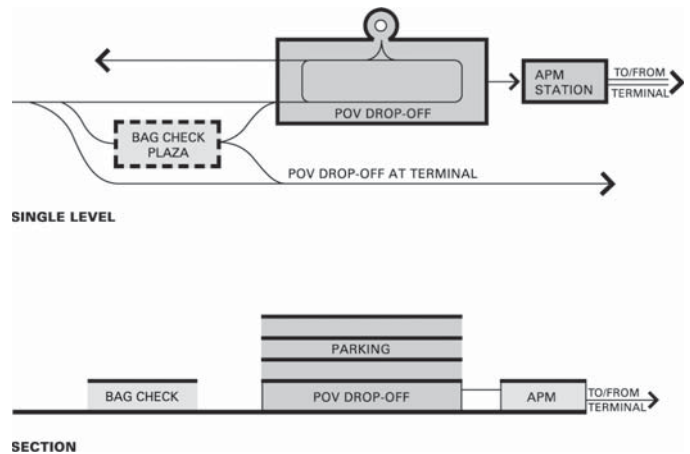 APM
STATION
TO/FROM
TERMINAL
POV DROP-OFF
BAG CHECK
PLAZA
POV DROP-OFF AT TERMINAL
SINGLE LEVEL
PARKING
BAG CHECK
POV DROP-OFF
APM
TO/FROM
TERMINAL
SECTION